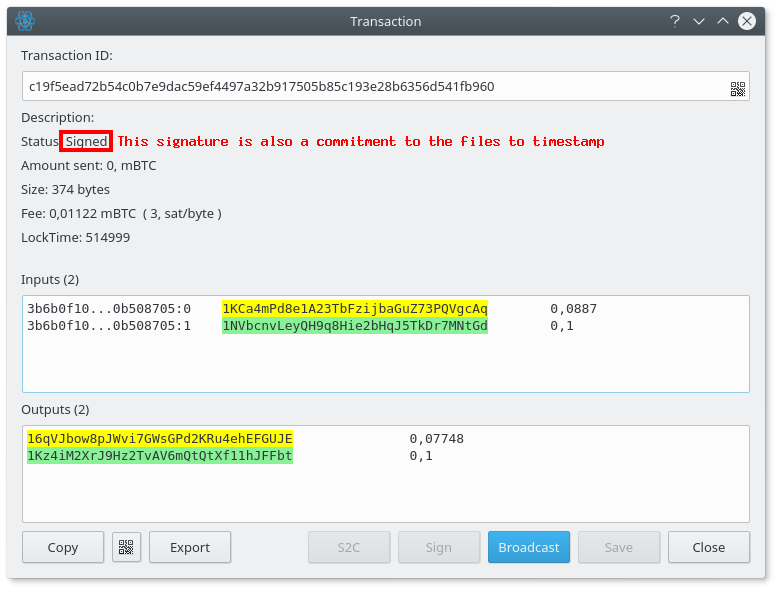 Transaction
Transaction ID:
c19f5ead72b54c0b7e9dac59ef4497a32b917505b85c193e28b6356d541fb960
Description:
Status: Signed This signature is also a commitment to the files to timestamp
Amount sent: 0, mBTC
Size: 374 bytes
Fee: 0,01122 mBTC ( 3, sat/byte )
LockTime: 514999
Inputs (2)
3b6b0f10...0b508705:0 1KCa4mPd8e1A23TbFzijbaGuZ73PQVgcAq 0,0887
3b6b0f10...0b508705:1 1NVbcnvLeyQH9q8Hie2bHqJ5TkDr7MNtGd 0,1
Outputs (2)
16qVJbow8pJWvi7GWsGPd2KRu4ehEFGUJE 0,07748
1Kz4iM2XrJ9Hz2TvAV6mQtQtXf11hJFFbt 0,1
Copy Export S2C Sign Broadcast Save Close